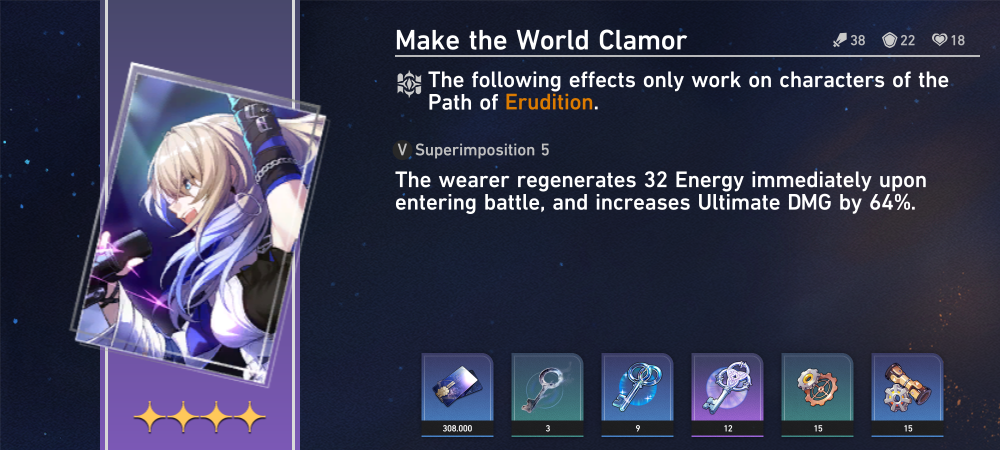 Make the World Clamor 38 22 18
The following effects only work on characters of the
Path of Erudition.
V Superimposition 5
The wearer regenerates 32 Energy immediately upon
entering battle, and increases Ultimate DMG by 64%.
308.000 3 9 12 15 15